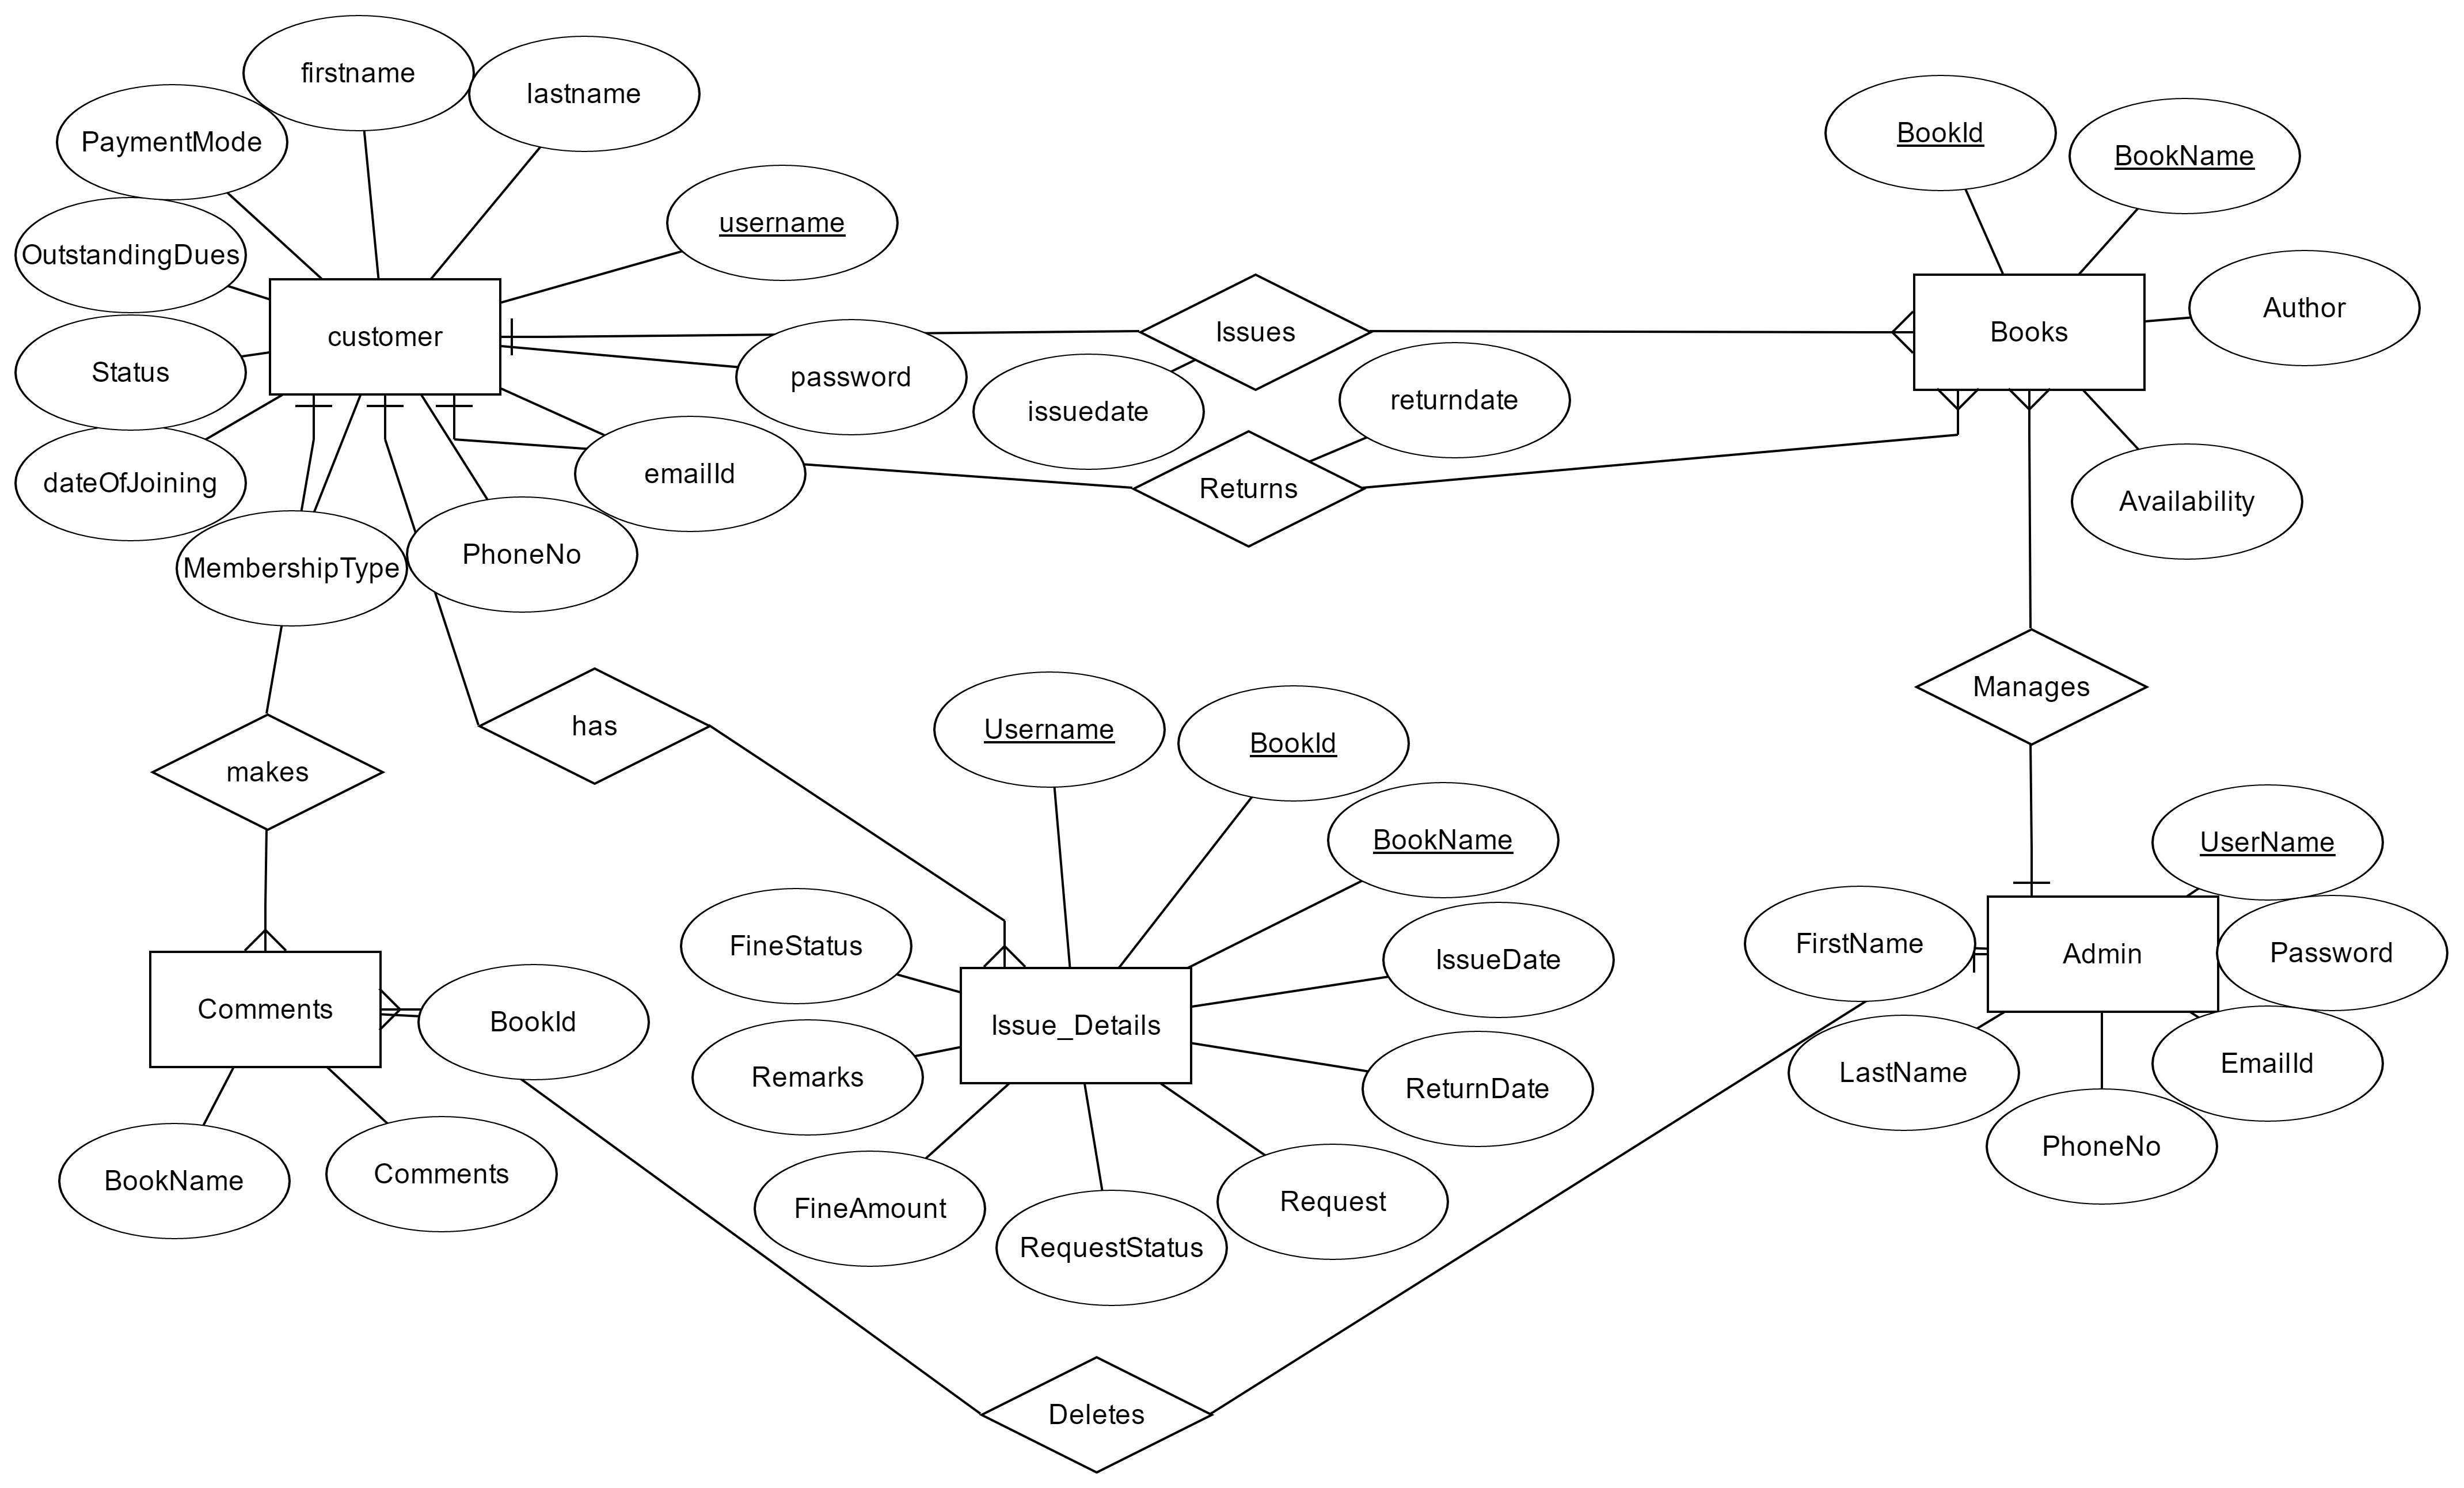 firstname
lastname
PaymentMode
username
OutstandingDues
customer
Status
password
dateOfJoining
emailId
MembershipType
PhoneNo
Issues
issuedate
returndate
Returns
BookId
BookName
Author
Books
Availability
Manages
makes
has
Username
BookId
BookName
FineStatus
IssueDate
Issue_Details
Remarks
ReturnDate
FineAmount
Request
RequestStatus
Comments
BookId
BookName
Comments
UserName
FirstName
Admin
Password
LastName
EmailId
PhoneNo
Deletes